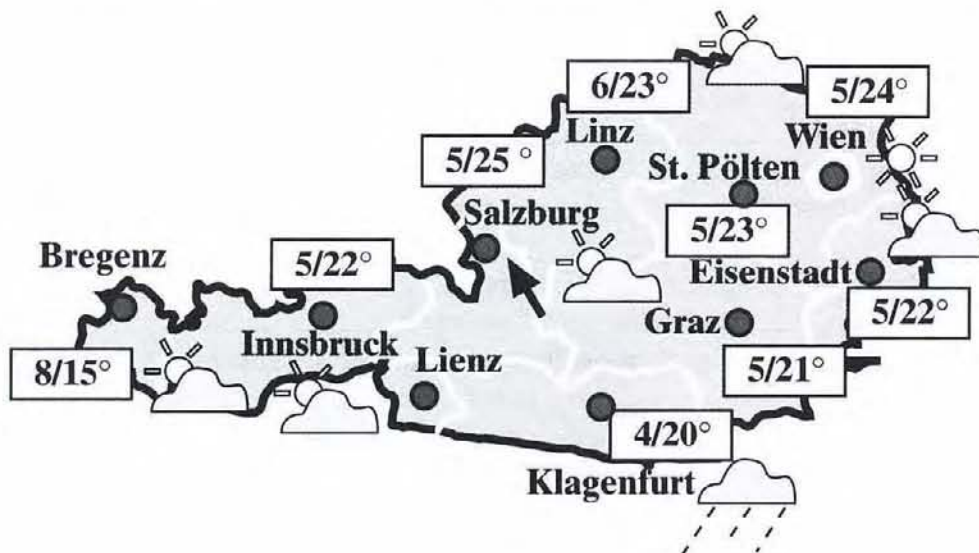 6/23°
5/24°
Linz
Wien
5/25°
St. Pölten
Salzburg
5/23°
Bregenz
5/22°
Eisenstadt
Innsbruck
Graz
5/22°
8/15°
Lienz
5/21°
4/20°
Klagenfurt